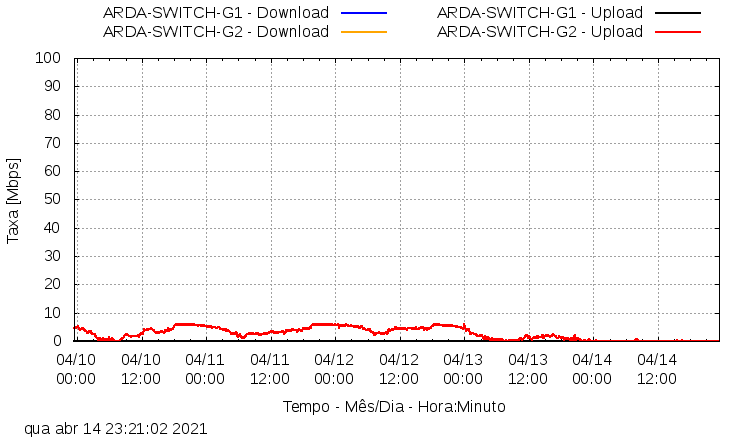 ARDA-SWITCH-G1 - Download ARDA-SWITCH-G1 - Upload
ARDA-SWITCH-G2 - Download ARDA-SWITCH-G2 - Upload
100
90
80
70
60
50
40
30
20
10
0
Taxa [Mbps]
04/10 04/10 04/11 04/11 04/12 04/12 04/13 04/13 04/14 04/14
00:00 12:00 00:00 12:00 00:00 12:00 00:00 12:00 00:00 12:00
Tempo - Mês/Dia - Hora:Minuto
qua abr 14 23:21:02 2021